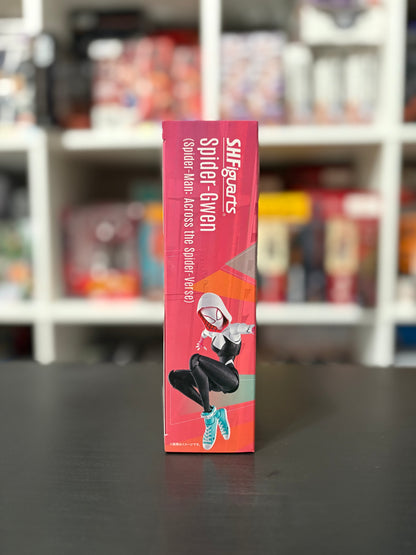 S.H.Figuarts
Spider-Gwen
(Spider-Man: Across the Spider-Verse)